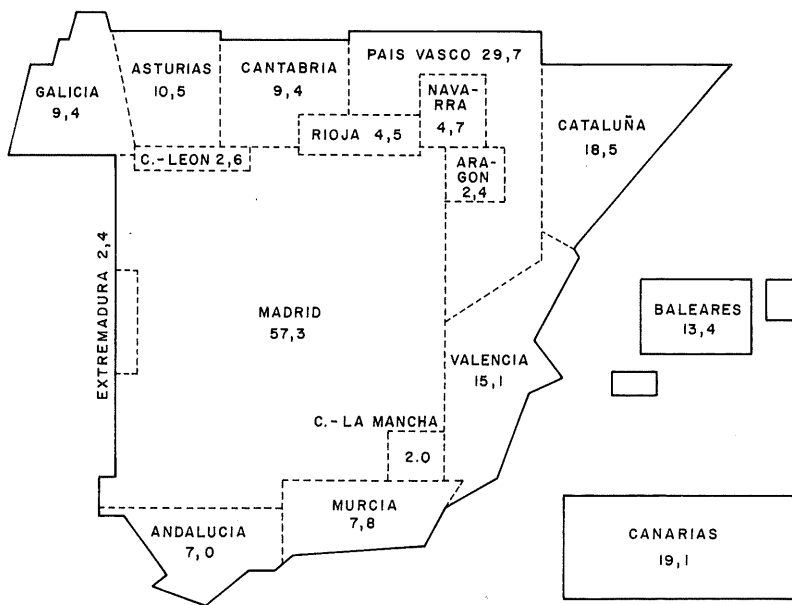 PAIS VASCO 29,7
ASTURIAS
10,5
CANTABRIA
9,4
GALICIA
9,4
NAVA-
RRA
4,7
RIOJA 4,5
CATALUÑA
18,5
C.-LEON 2,6
ARA-
GON
2,4
EXTREMADURA 2,4
MADRID
57,3
BALEARES
13,4
VALENCIA
15,1
C.-LA MANCHA
2.0
MURCIA
7,8
ANDALUCIA
7,0
CANARIAS
19,1